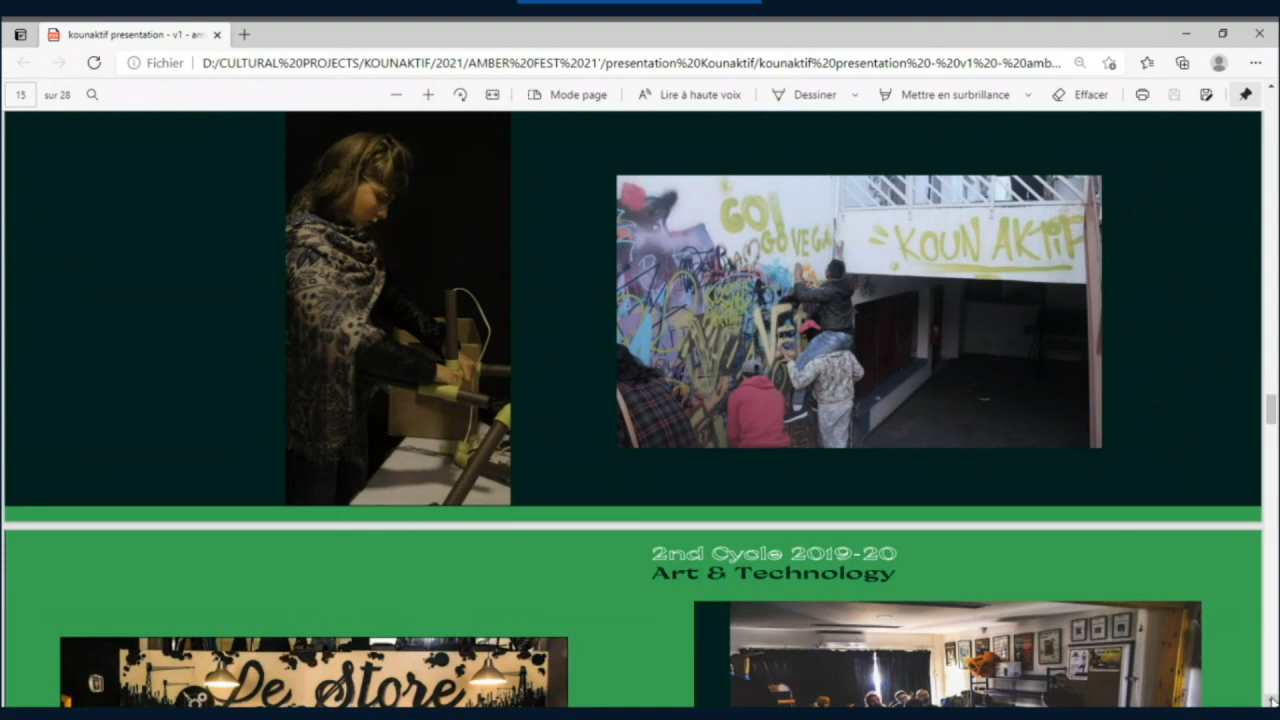 kounaktif presentation - v1 - am
Fichier
D:/CULTURAL%20PROJECTS/KOUNAKTIF/2021/AMBER%20FEST%202021'/presentation%20Kounaktif/kounaktif%20presentation%20-%20v1%20-%20amb...
15 sur 28
Mode page
Lire à haute voix
Dessiner
Mettre en surbrillance
Effacer
GO!
GO VEGA
KOUN AKTIF
2nd Cycle 2019-20
Art & Technology
De Store